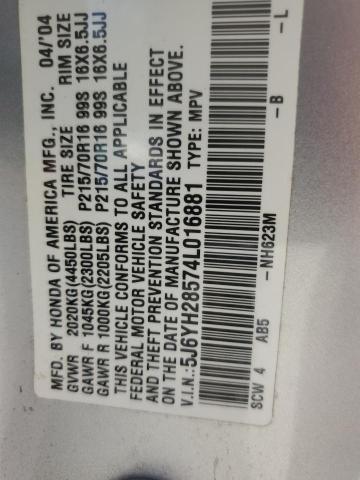 MFD. BY HONDA OF AMERICA MFG., INC. 04/'04
TIRE SIZE RIM SIZE
GVWR 2020KG(4450LBS)
GAWR F 1045KG(2300LBS) P215/70R16 99S 16X6.5JJ
GAWR R 1000KG(2205LBS) P215/70R16 99S 16X6.5JJ
THIS VEHICLE CONFORMS TO ALL APPLICABLE
FEDERAL MOTOR VEHICLE SAFETY
AND THEFT PREVENTION STANDARDS IN EFFECT
ON THE DATE OF MANUFACTURE SHOWN ABOVE.
V.I.N.:5J6YH28574L016881 TYPE: MPV
SCW 4 AB5 -NH623M -B -L